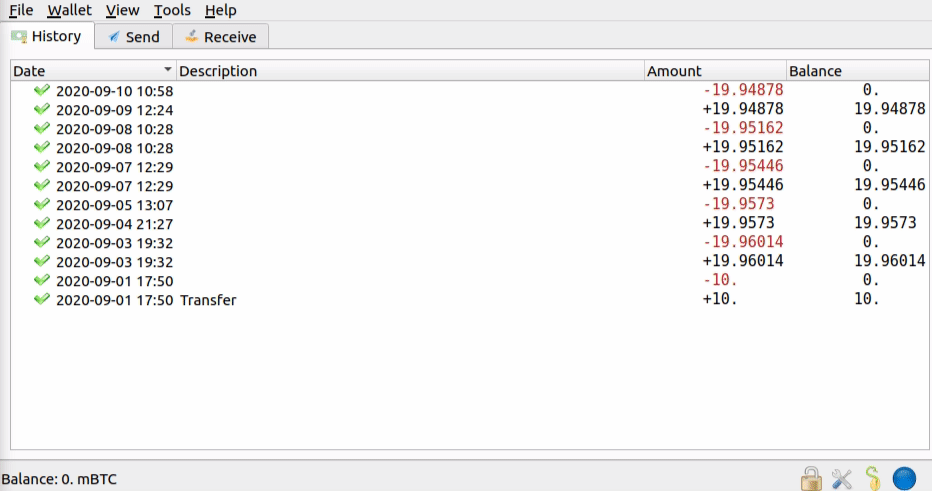 File Wallet View Tools Help
History Send Receive
Date Description Amount Balance
2020-09-10 10:58 -19.94878 0.
2020-09-09 12:24 +19.94878 19.94878
2020-09-08 10:28 -19.95162 0.
2020-09-08 10:28 +19.95162 19.95162
2020-09-07 12:29 -19.95446 0.
2020-09-07 12:29 +19.95446 19.95446
2020-09-05 13:07 -19.9573 0.
2020-09-04 21:27 +19.9573 19.9573
2020-09-03 19:32 -19.96014 0.
2020-09-03 19:32 +19.96014 19.96014
2020-09-01 17:50 -10. 0.
2020-09-01 17:50 Transfer +10. 10.
Balance: 0. mBTC